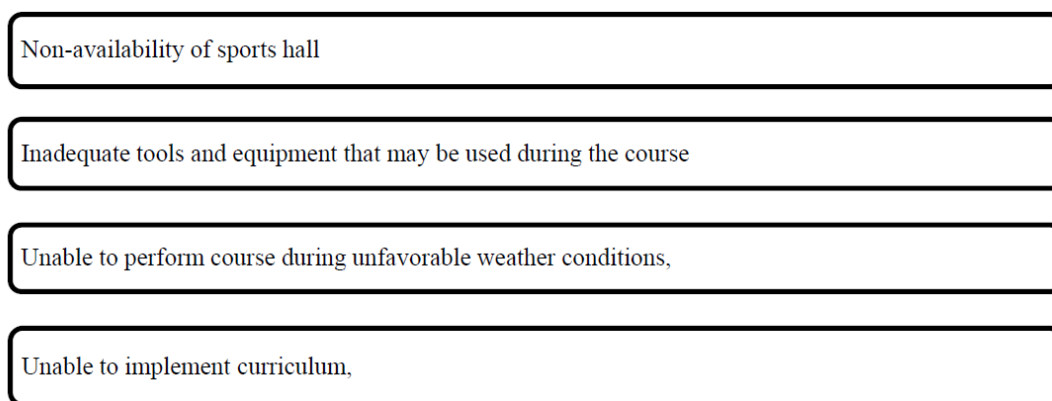 Non-availability of sports hall
Inadequate tools and equipment that may be used during the course
Unable to perform course during unfavorable weather conditions,
Unable to implement curriculum,